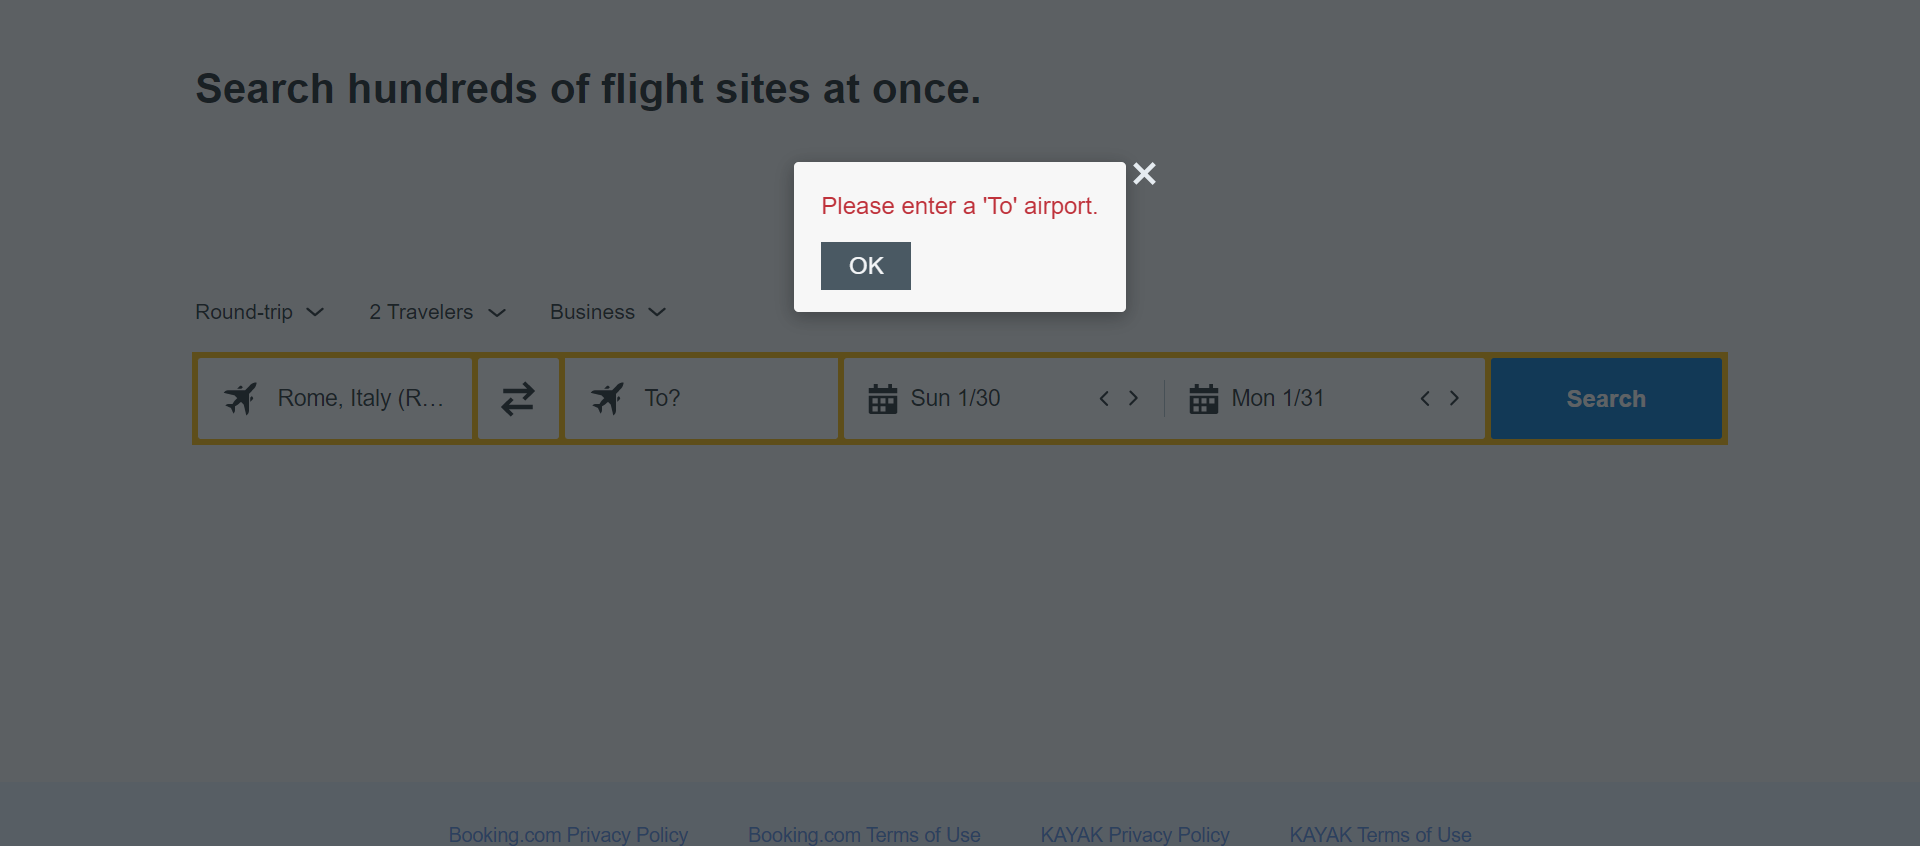 Search hundreds of flight sites at once.
Please enter a 'To' airport.
OK
Round-trip 2 Travelers Business
Rome, Italy (R... To? Sun 1/30 Mon 1/31 Search
Booking.com Privacy Policy Booking.com Terms of Use KAYAK Privacy Policy KAYAK Terms of Use